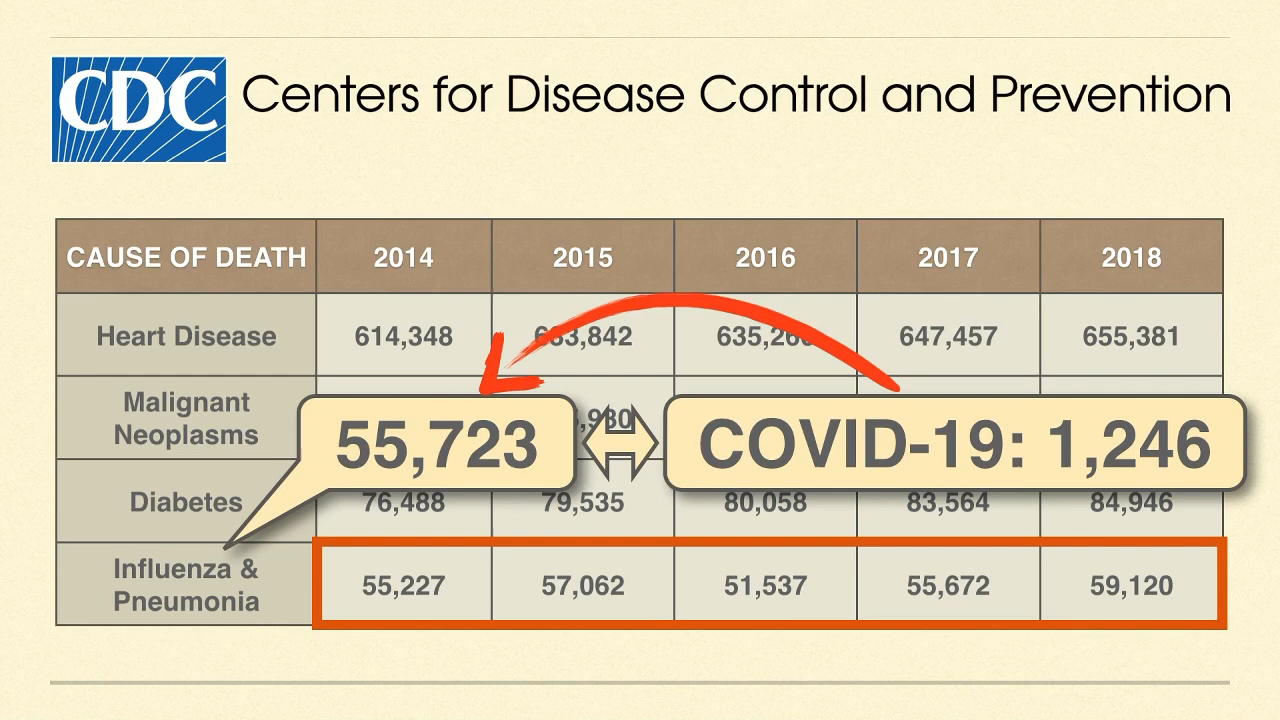 CDC Centers for Disease Control and Prevention
CAUSE OF DEATH 2014 2015 2016 2017 2018
Heart Disease 614,348 633,842 647,457 655,381
Malignant
Neoplasms
55,723 COVID-19: 1,246
Diabetes 76,488 79,535 80,058 83,564 84,946
Influenza &
Pneumonia
55,227 57,062 51,537 55,672 59,120